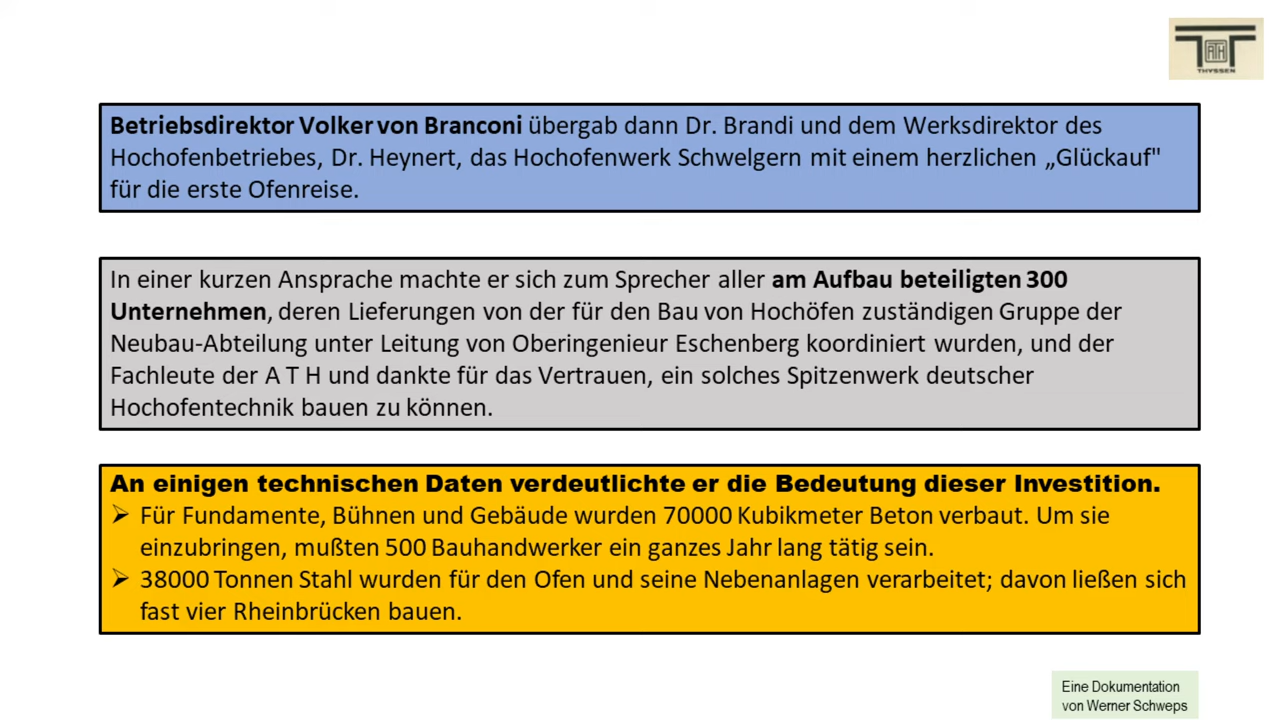 ATH
THYSSEN
Betriebsdirektor Volker von Branconi übergab dann Dr. Brandi und dem Werksdirektor des
Hochofenbetriebes, Dr. Heynert, das Hochofenwerk Schwelgern mit einem herzlichen „Glückauf"
für die erste Ofenreise.
In einer kurzen Ansprache machte er sich zum Sprecher aller am Aufbau beteiligten 300
Unternehmen, deren Lieferungen von der für den Bau von Hochöfen zuständigen Gruppe der
Neubau-Abteilung unter Leitung von Oberingenieur Eschenberg koordiniert wurden, und der
Fachleute der A T H und dankte für das Vertrauen, ein solches Spitzenwerk deutscher
Hochofentechnik bauen zu können.
An einigen technischen Daten verdeutlichte er die Bedeutung dieser Investition.
➢ Für Fundamente, Bühnen und Gebäude wurden 70000 Kubikmeter Beton verbaut. Um sie
einzubringen, mußten 500 Bauhandwerker ein ganzes Jahr lang tätig sein.
➢ 38000 Tonnen Stahl wurden für den Ofen und seine Nebenanlagen verarbeitet; davon ließen sich
fast vier Rheinbrücken bauen.
Eine Dokumentation
von Werner Schweps